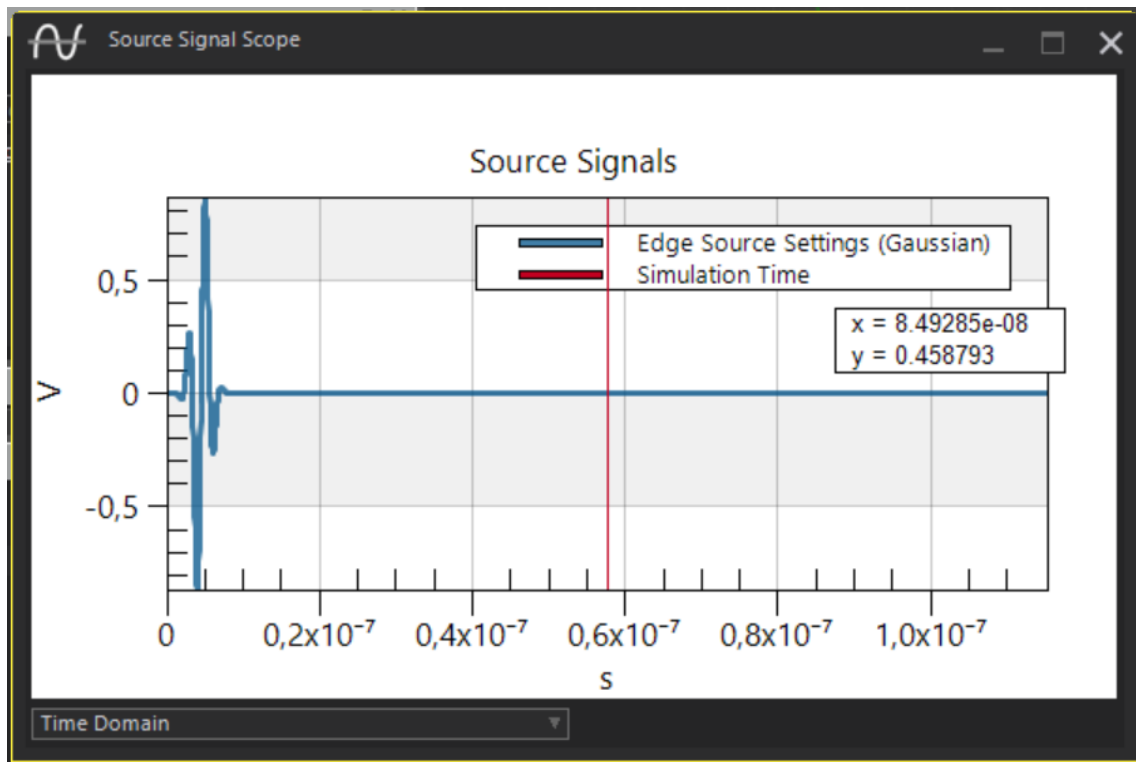 Source Signal Scope
Source Signals
Edge Source Settings (Gaussian)
Simulation Time
x = 8.49285e-08
y = 0.458793
0,5
0
-0,5
V
0
0,2x10⁻⁷
0,4x10⁻⁷
0,6x10⁻⁷
0,8x10⁻⁷
1,0x10⁻⁷
s
Time Domain